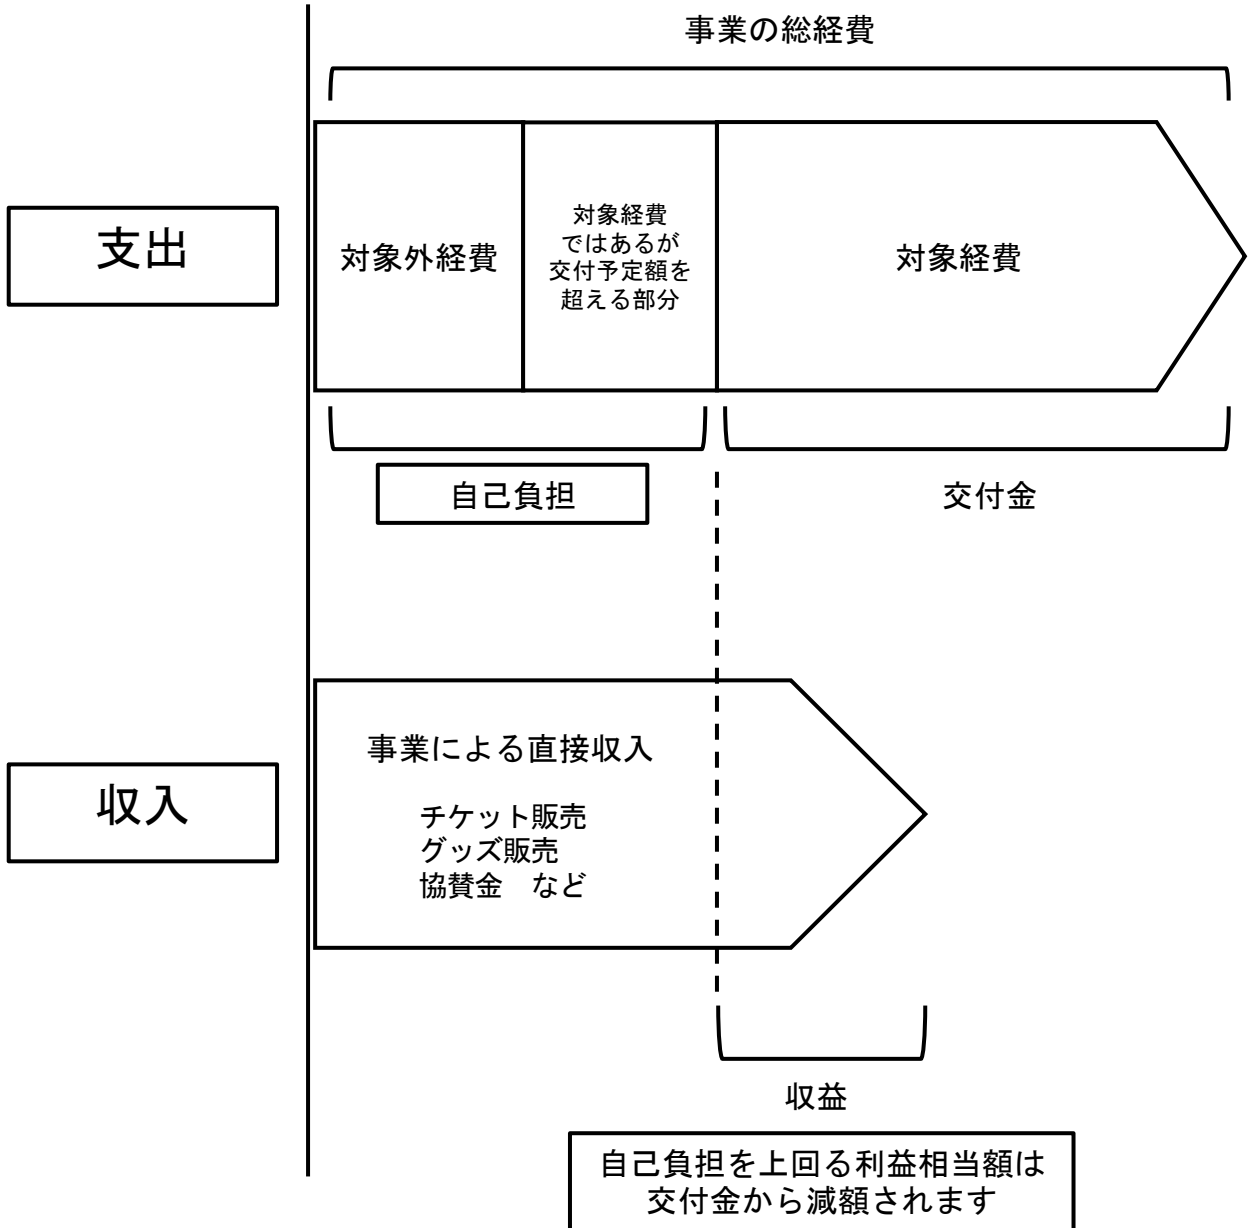 事業の総経費
支出
対象外経費
対象経費
ではあるが
交付予定額を
超える部分
対象経費
自己負担
交付金
収入
事業による直接収入
チケット販売
グッズ販売
協賛金　など
収益
自己負担を上回る利益相当額は
交付金から減額されます